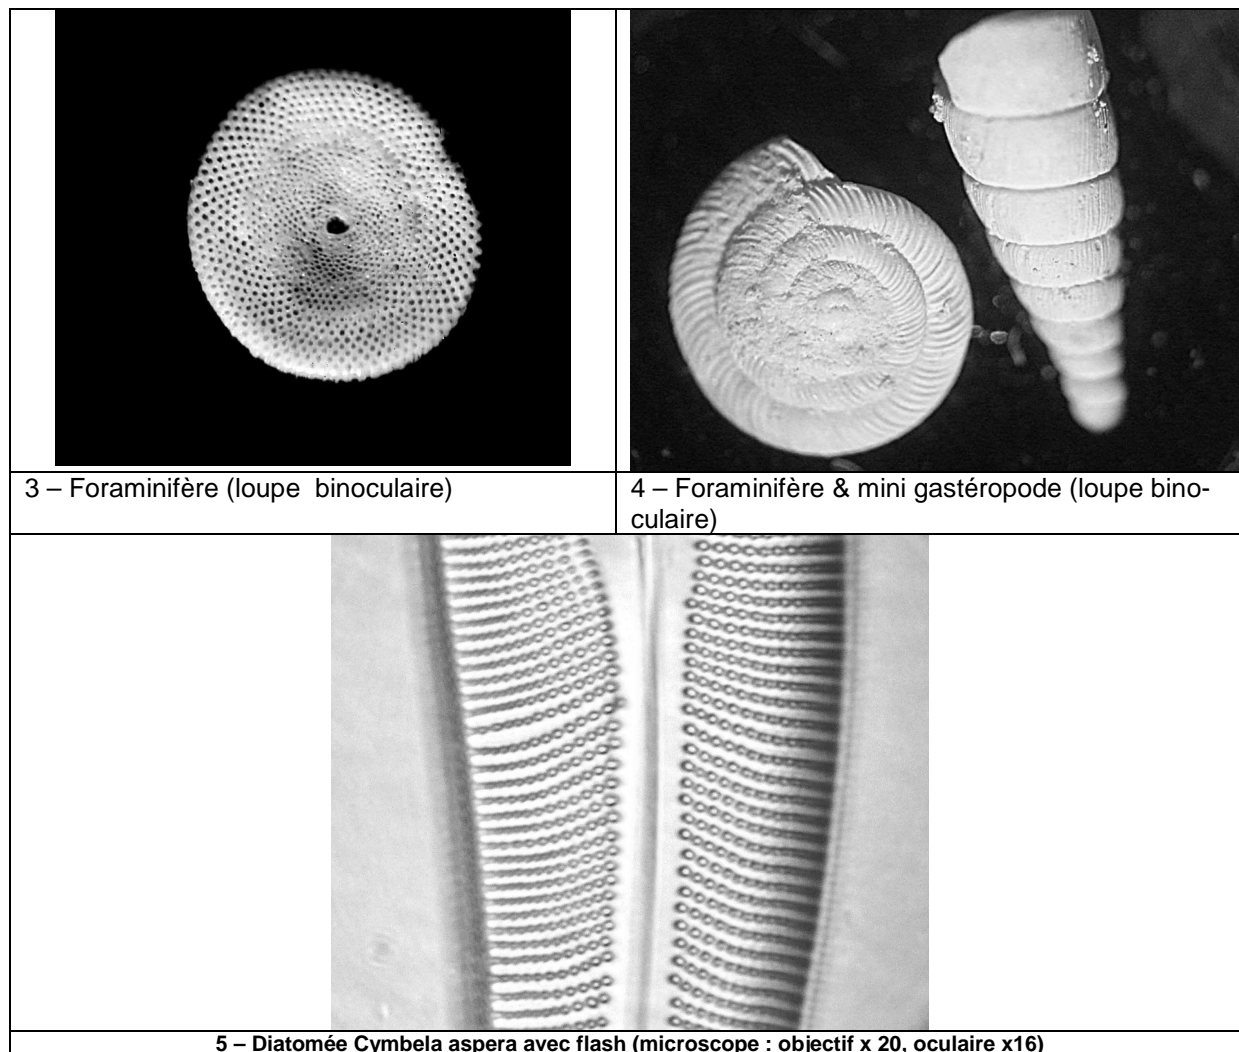 3 – Foraminifère (loupe binoculaire)
4 – Foraminifère & mini gastéropode (loupe bino-
culaire)
5 – Diatomée Cymbela aspera avec flash (microscope : objectif x 20, oculaire x16)